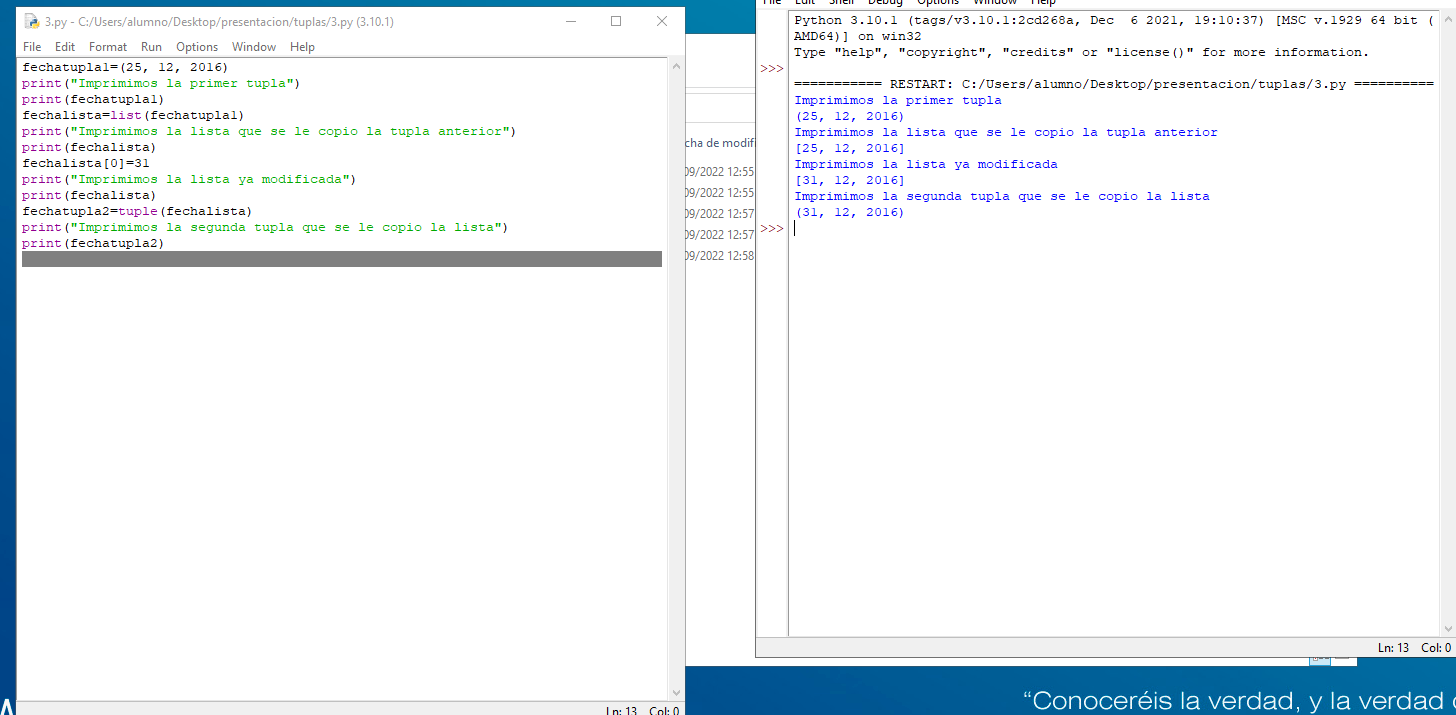 3.py - C:/Users/alumno/Desktop/presentacion/tuplas/3.py (3.10.1)
File Edit Format Run Options Window Help
fechatupla1=(25, 12, 2016)
print("Imprimimos la primer tupla")
print(fechatupla1)
fechalista=list(fechatupla1)
print("Imprimimos la lista que se le copio la tupla anterior")
print(fechalista)
fechalista[0]=31
print("Imprimimos la lista ya modificada")
print(fechalista)
fechatupla2=tuple(fechalista)
print("Imprimimos la segunda tupla que se le copio la lista")
print(fechatupla2)
Ln: 13 Col: 0
cha de modif
09/2022 12:55
09/2022 12:55
09/2022 12:57
09/2022 12:57
09/2022 12:58
File Edit Shell Debug Options Window Help
Python 3.10.1 (tags/v3.10.1:2cd268a, Dec  6 2021, 19:10:37) [MSC v.1929 64 bit (
AMD64)] on win32
Type "help", "copyright", "credits" or "license()" for more information.
>>>
=========== RESTART: C:/Users/alumno/Desktop/presentacion/tuplas/3.py ==========
Imprimimos la primer tupla
(25, 12, 2016)
Imprimimos la lista que se le copio la tupla anterior
[25, 12, 2016]
Imprimimos la lista ya modificada
[31, 12, 2016]
Imprimimos la segunda tupla que se le copio la lista
(31, 12, 2016)
>>>
Ln: 13 Col: 0
“Conoceréis la verdad, y la verdad